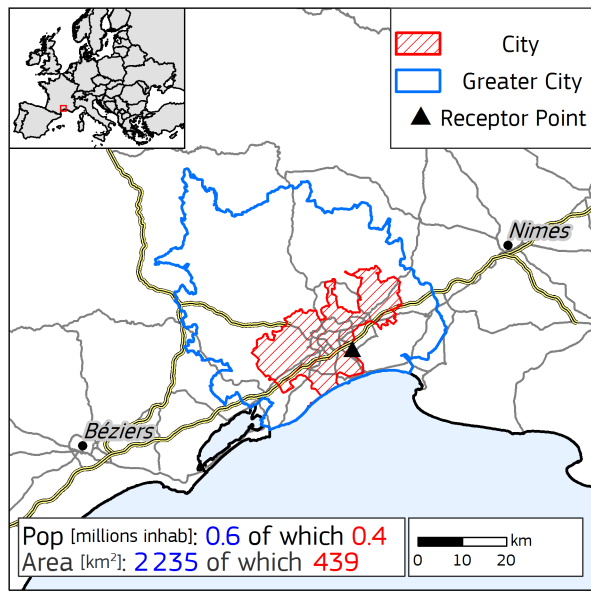 City
Greater City
Receptor Point
Nimes
Béziers
Pop [millions inhab]: 0.6 of which 0.4
Area [km²]: 2 235 of which 439
km
0 10 20